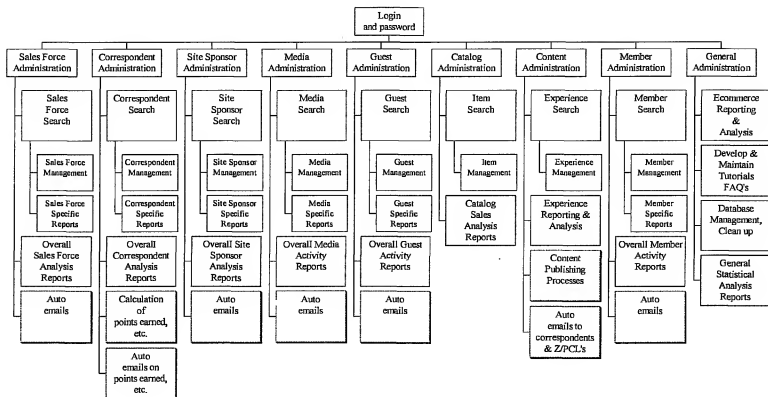 Login
and password
Sales Force
Administration
Correspondent
Administration
Site Sponsor
Administration
Media
Administration
Guest
Administration
Catalog
Administration
Content
Administration
Member
Administration
General
Administration
Sales
Force
Search
Sales Force
Management
Sales Force
Specific
Reports
Overall
Sales Force
Analysis
Reports
Auto
emails
Correspondent
Search
Correspondent
Management
Correspondent
Specific
Reports
Overall
Correspondent
Analysis
Reports
Calculation
of
points earned,
etc.
Auto
emails on
points earned,
etc.
Site
Sponsor
Search
Site Sponsor
Management
Site Sponsor
Specific
Reports
Overall Site
Sponsor
Analysis
Reports
Auto
emails
Media
Search
Media
Management
Media
Specific
Reports
Overall Media
Activity
Reports
Auto
emails
Guest
Search
Guest
Management
Guest
Specific
Reports
Overall Guest
Activity
Reports
Auto
emails
Item
Search
Item
Management
Catalog
Sales
Analysis
Reports
Experience
Search
Experience
Management
Experience
Reporting &
Analysis
Content
Publishing
Processes
Auto
emails to
correspondents
& Z/PCL's
Member
Search
Member
Management
Member
Specific
Reports
Overall Member
Activity
Reports
Auto
emails
Ecommerce
Reporting
&
Analysis
Develop &
Maintain
Tutorials
FAQ's
Database
Management,
Clean up
General
Statistical
Analysis
Reports